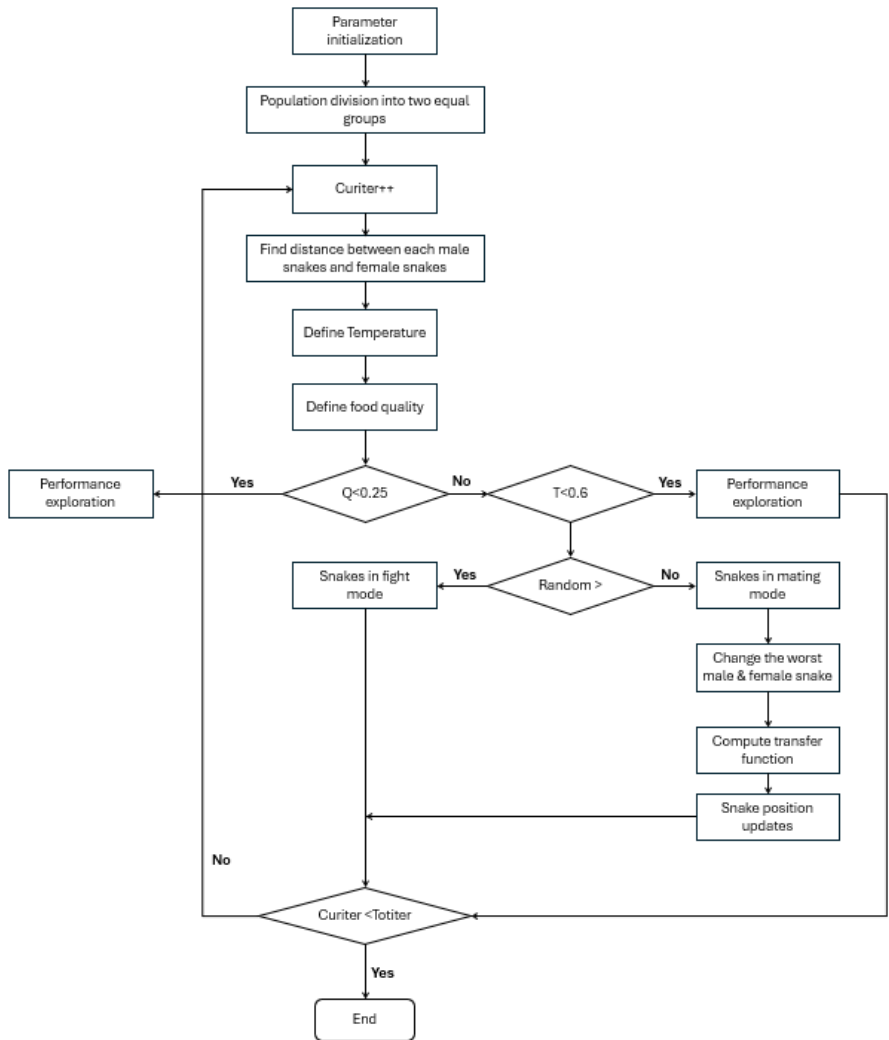 Parameter
initialization
Population division into two equal
groups
Curiter++
Find distance between each male
snakes and female snakes
Define Temperature
Define food quality
Performance
exploration
Yes
Q<0.25
No
T<0.6
Yes
Performance
exploration
Snakes in fight
mode
Yes
Random >
No
Snakes in mating
mode
Change the worst
male & female snake
Compute transfer
function
Snake position
updates
No
Curiter <Totiter
Yes
End